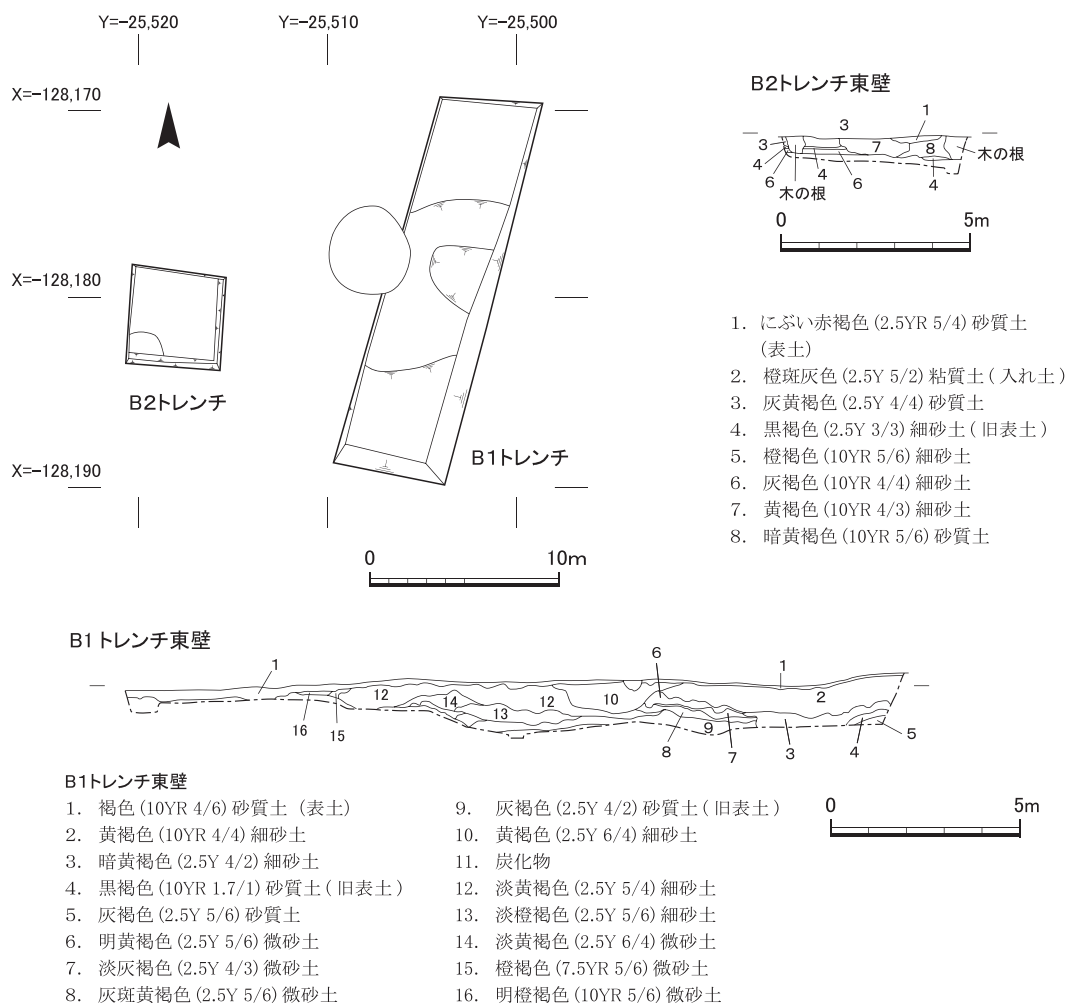 Y=-25,520
Y=-25,510
Y=-25,500
X=-128,170
X=-128,180
X=-128,190
B2トレンチ
B1トレンチ
0 10m
B2トレンチ東壁
3 1
3 7 8 木の根
4 4 6 4
6 木の根
0 5m
1. にぶい赤褐色(2.5YR 5/4)砂質土
(表土)
2. 橙斑灰色(2.5Y 5/2)粘質土(入れ土)
3. 灰黄褐色(2.5Y 4/4)砂質土
4. 黒褐色(2.5Y 3/3)細砂土(旧表土)
5. 橙褐色(10YR 5/6)細砂土
6. 灰褐色(10YR 4/4)細砂土
7. 黄褐色(10YR 4/3)細砂土
8. 暗黄褐色(10YR 5/6)砂質土
B1トレンチ東壁
1 6 1
12 14 12 10 2
16 15 13 8 9 7 3 4 5
B1トレンチ東壁
1. 褐色(10YR 4/6)砂質土 (表土)
2. 黄褐色(10YR 4/4)細砂土
3. 暗黄褐色(2.5Y 4/2)細砂土
4. 黒褐色(10YR 1.7/1)砂質土(旧表土)
5. 灰褐色(2.5Y 5/6)砂質土
6. 明黄褐色(2.5Y 5/6)微砂土
7. 淡灰褐色(2.5Y 4/3)微砂土
8. 灰斑黄褐色(2.5Y 5/6)微砂土
9. 灰褐色(2.5Y 4/2)砂質土(旧表土)
10. 黄褐色(2.5Y 6/4)細砂土
11. 炭化物
12. 淡黄褐色(2.5Y 5/4)細砂土
13. 淡橙褐色(2.5Y 5/6)細砂土
14. 淡黄褐色(2.5Y 6/4)微砂土
15. 橙褐色(7.5YR 5/6)微砂土
16. 明橙褐色(10YR 5/6)微砂土
0 5m